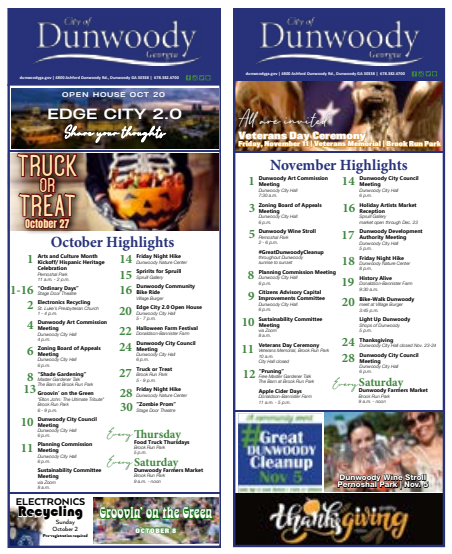 City of
Dunwoody
Georgia
dunwoodyga.gov | 4800 Ashford Dunwoody Rd., Dunwoody GA 30338 | 678.382.6700
OPEN HOUSE OCT 20
EDGE CITY 2.0
Share your thoughts
TRUCK
OR
TREAT
October 27
October Highlights
1 Arts and Culture Month
Kickoff/ Hispanic Heritage
Celebration
Pernoshal Park
11 a.m. - 2 p.m.
1-16 "Ordinary Days"
Stage Door Theatre
2 Electronics Recycling
St. Luke's Presbyterian Church
4 Dunwoody Art Commission
Meeting
Dunwoody City Hall
6 Zoning Board of Appeals
Meeting
Dunwoody City Hall
6 p.m.
8 "Shade Gardening"
Master Gardener Talk
The Barn at Brook Run Park
13 Groovin' on the Green
"Elton John: The Ultimate Tribute"
Brook Run Park
10 Dunwoody City Council
Meeting
Dunwoody City Hall
6 p.m.
11 Planning Commission
Meeting
Dunwoody City Hall
6 p.m.
Sustainability Committee
Meeting
via Zoom
14 Friday Night Hike
Dunwoody Nature Center
15 Spirits for Spruill
Spruill Gallery
16 Dunwoody Community
Bike Ride
Village Burger
20 Edge City 2.0 Open House
Dunwoody City Hall
5 - 7 p.m.
22 Halloween Farm Festival
Donaldson-Bannister Farm
24 Dunwoody City Council
Meeting
Dunwoody City Hall
6 p.m.
27 Truck or Treat
Brook Run Park
28 Friday Night Hike
Dunwoody Nature Center
30 "Zombie Prom"
Stage Door Theatre
Every Thursday
Food Truck Thursdays
Brook Run Park
5 p.m.
Every Saturday
Dunwoody Farmers Market
Brook Run Park
9 a.m. - noon
ELECTRONICS
Recycling
Sunday
October 2
Pre-registration required
Groovin' on the Green
OCTOBER 8
City of
Dunwoody
Georgia
dunwoodyga.gov | 4800 Ashford Dunwoody Rd., Dunwoody GA 30338 | 678.382.6700
All are invited
Veterans Day Ceremony
Friday, November 11 | Veterans Memorial | Brook Run Park
November Highlights
1 Dunwoody Art Commission
Meeting
Dunwoody City Hall
7:30 a.m.
3 Zoning Board of Appeals
Meeting
Dunwoody City Hall
6 p.m.
5 Dunwoody Wine Stroll
Pernoshal Park
2 - 6 p.m.
#GreatDunwoodyCleanup
throughout Dunwoody
sunrise to sunset
8 Planning Commission Meeting
Dunwoody City Hall
6 p.m.
9 Citizens Advisory Capital
Improvements Committee
Dunwoody City Hall
6 p.m.
10 Sustainability Committee
Meeting
via Zoom
11 Veterans Day Ceremony
Veterans Memorial, Brook Run Park
10 a.m.
City Hall closed
12 "Pruning"
Free Master Gardener Talk
The Barn at Brook Run Park
Apple Cider Days
Donaldson-Bannister Farm
11 a.m. - 5 p.m.
14 Dunwoody City Council
Meeting
Dunwoody City Hall
6 p.m.
16 Holiday Artists Market
Reception
Spruill Gallery
market open through Dec. 23
17 Dunwoody Development
Authority Meeting
Dunwoody City Hall
5 p.m.
18 Friday Night Hike
Dunwoody Nature Center
19 History Alive
Donaldson-Bannister Farm
20 Bike-Walk Dunwoody
meet at Village Burger
Light Up Dunwoody
Shops of Dunwoody
5 p.m.
24 Thanksgiving
Dunwoody City Hall closed Nov. 23-24
28 Dunwoody City Council
Meeting
Dunwoody City Hall
6 p.m.
Every Saturday
Dunwoody Farmers Market
Brook Run Park
9 a.m. - noon
#Great
DUNWOODY
Cleanup
Nov 5
Dunwoody Wine Stroll
Pernoshal Park | Nov. 5
thanksgiving